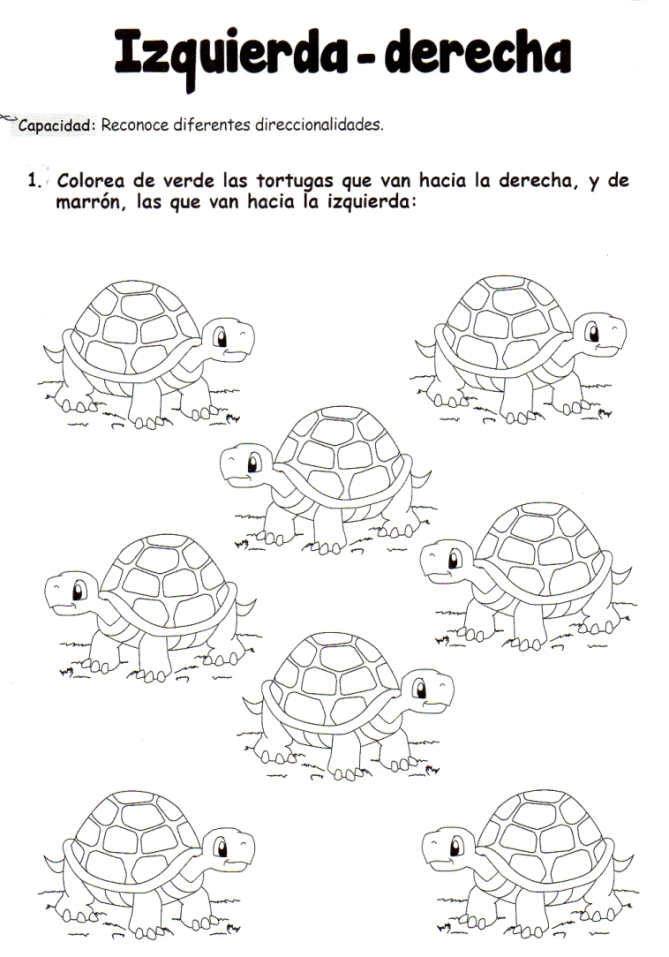 Izquierda - derecha
Capacidad: Reconoce diferentes direccionalidades.
1. Colorea de verde las tortugas que van hacia la derecha, y de
marrón, las que van hacia la izquierda: